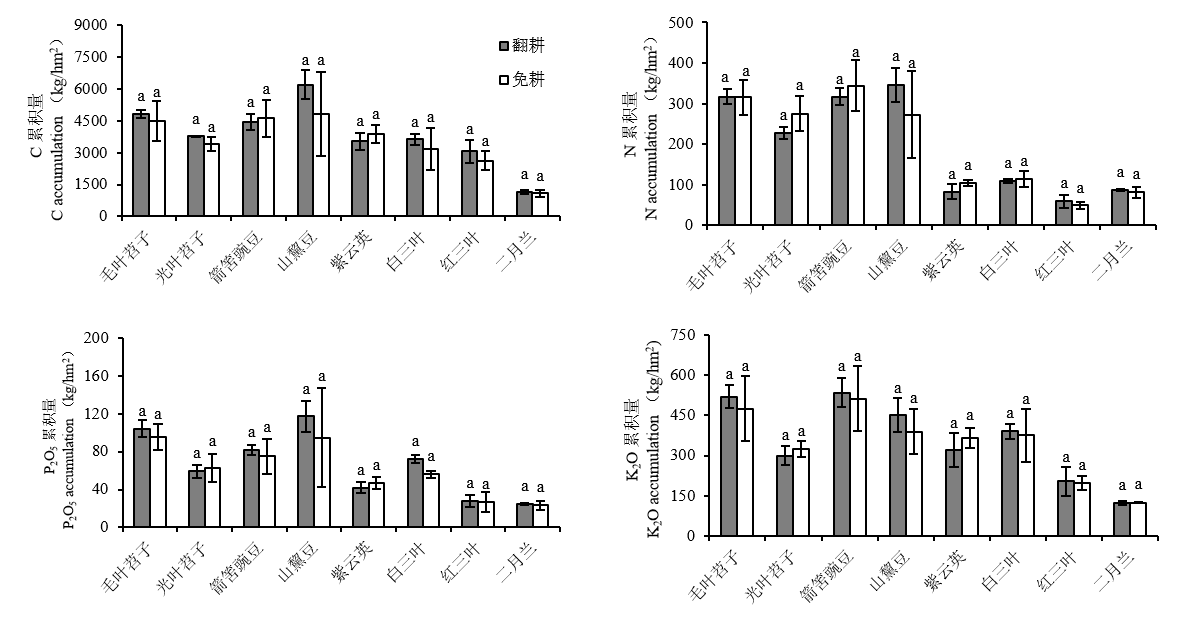 C 累积量
C accumulation（kg/hm²）
9000
7500
6000
4500
3000
1500
0
a a a a a a a a a a a a a a a a
翻耕
免耕
毛叶苕子 光叶苕子 箭筈豌豆 山黧豆 紫云英 白三叶 红三叶 二月兰
N 累积量
N accumulation（kg/hm²）
500
400
300
200
100
0
a a a a a a a a a a a a a a a a
毛叶苕子 光叶苕子 箭筈豌豆 山黧豆 紫云英 白三叶 红三叶 二月兰
P₂O₅ 累积量
P₂O₅ accumulation（kg/hm²）
200
160
120
80
40
0
a a a a a a a a a a a a a a a a
毛叶苕子 光叶苕子 箭筈豌豆 山黧豆 紫云英 白三叶 红三叶 二月兰
K₂O 累积量
K₂O accumulation（kg/hm²）
750
600
450
300
150
0
a a a a a a a a a a a a a a a a
毛叶苕子 光叶苕子 箭筈豌豆 山黧豆 紫云英 白三叶 红三叶 二月兰